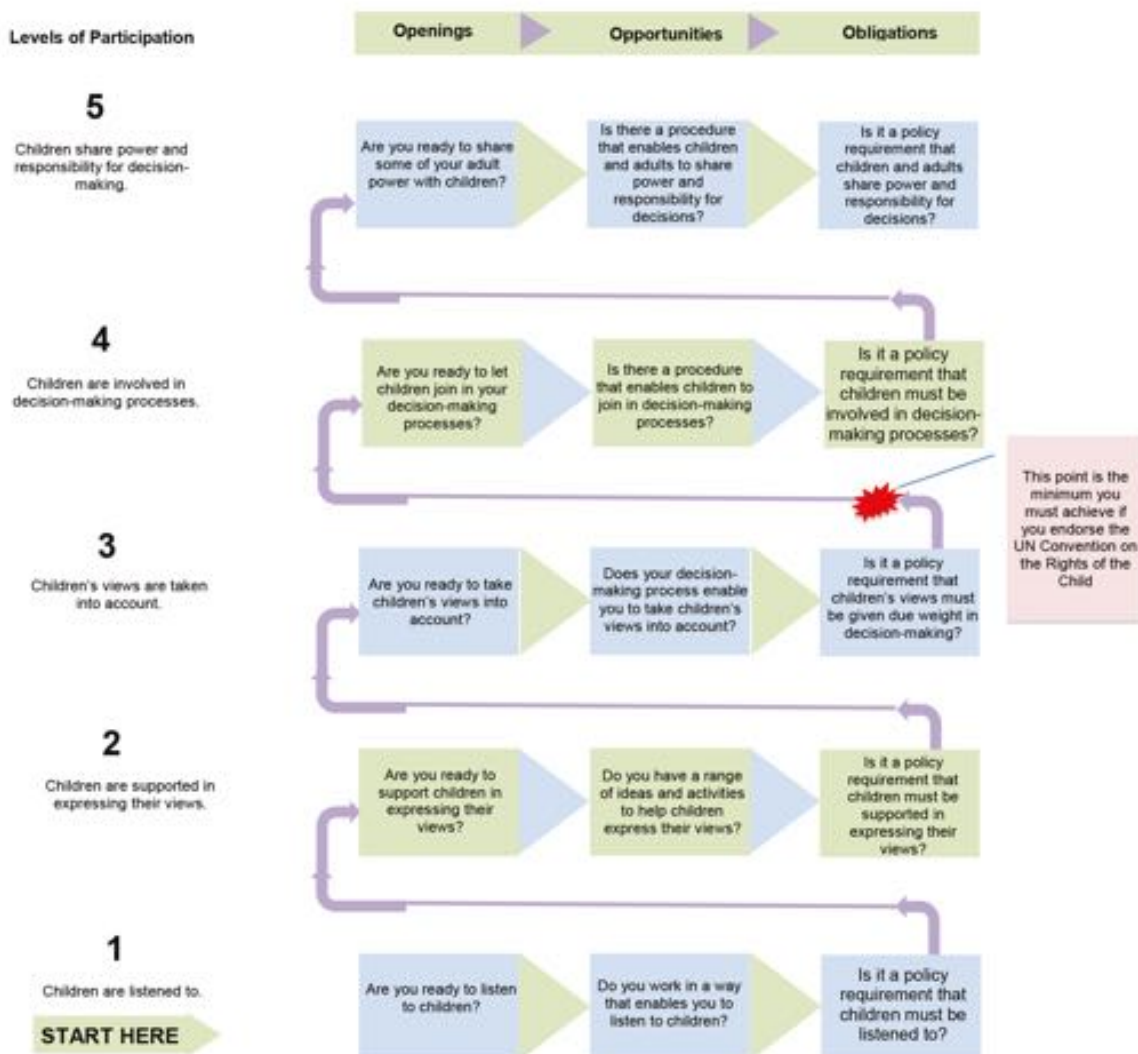 Levels of Participation
Openings
Opportunities
Obligations
5
Children share power and
responsibility for decision-
making.
Are you ready to share
some of your adult
power with children?
Is there a procedure
that enables children
and adults to share
power and
responsibility for
decisions?
Is it a policy
requirement that
children and adults
share power and
responsibility for
decisions?
4
Children are involved in
decision-making processes.
Are you ready to let
children join in your
decision-making
processes?
Is there a procedure
that enables children to
join in decision-making
processes?
Is it a policy
requirement that
children must be
involved in decision-
making processes?
This point is the
minimum you
must achieve if
you endorse the
UN Convention on
the Rights of the
Child
3
Children's views are taken
into account.
Are you ready to take
children's views into
account?
Does your decision-
making process enable
you to take children's
views into account?
Is it a policy
requirement that
children's views must
be given due weight in
decision-making?
2
Children are supported in
expressing their views.
Are you ready to
support children in
expressing their
views?
Do you have a range
of ideas and activities
to help children
express their views?
Is it a policy
requirement that
children must be
supported in
expressing their
views?
1
Children are listened to.
START HERE
Are you ready to listen
to children?
Do you work in a way
that enables you to
listen to children?
Is it a policy
requirement that
children must be
listened to?